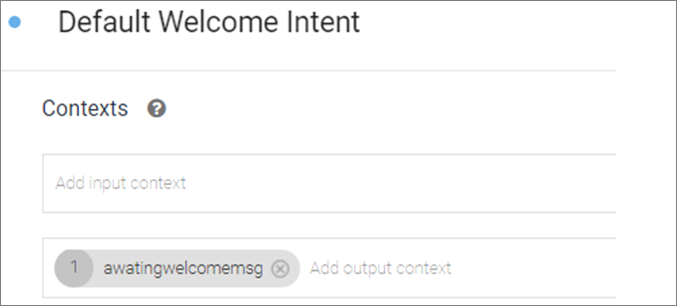 Default Welcome Intent
Contexts ?
Add input context
1 awatingwelcomemsg Add output context